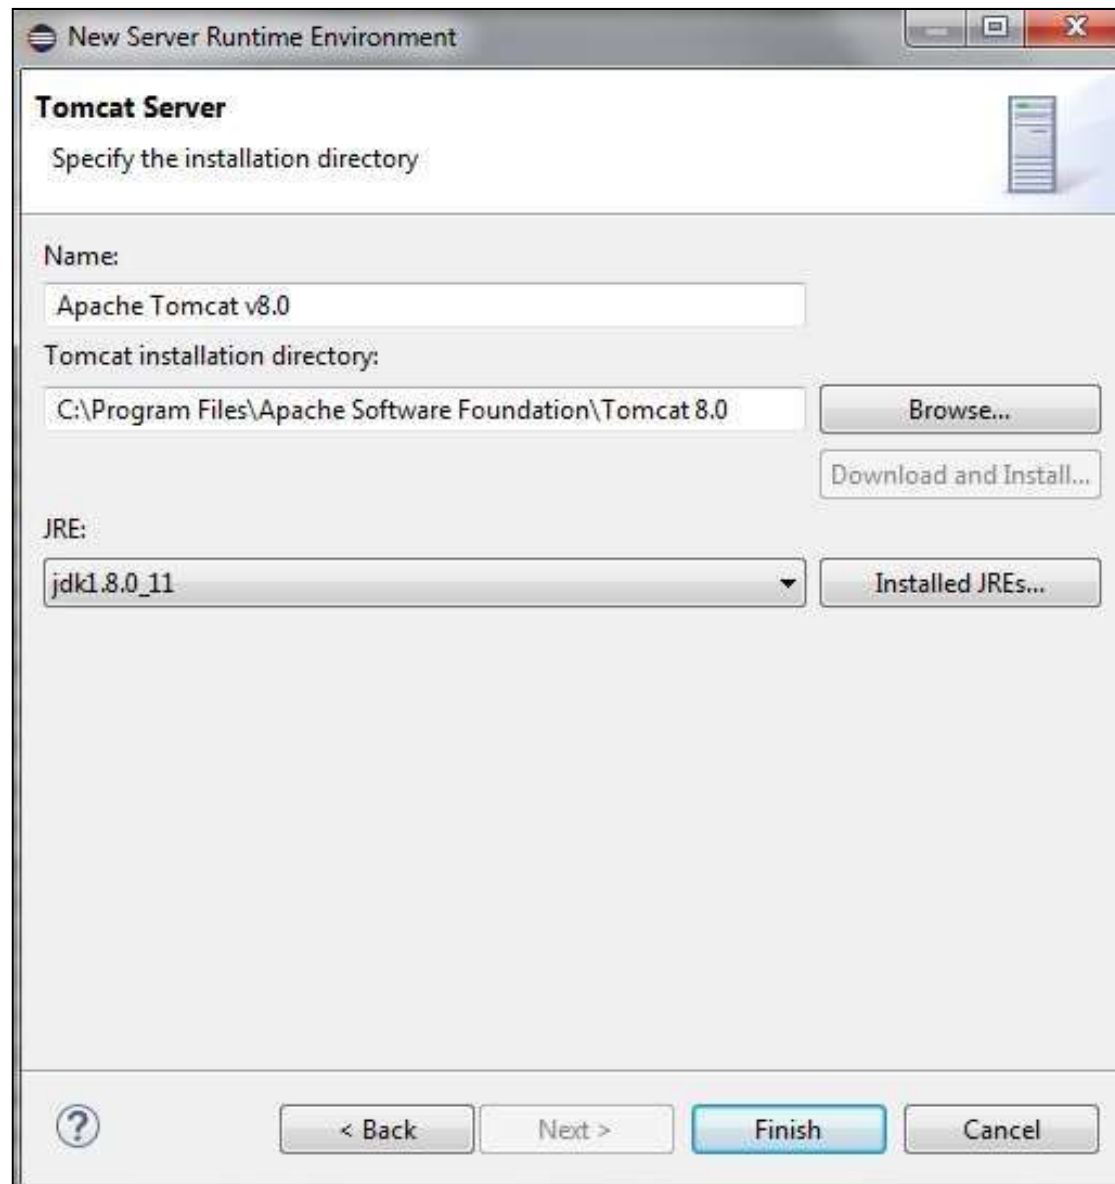 New Server Runtime Environment
Tomcat Server
Specify the installation directory
Name:
Apache Tomcat v8.0
Tomcat installation directory:
C:\Program Files\Apache Software Foundation\Tomcat 8.0
Browse...
Download and Install...
JRE:
jdk1.8.0_11
Installed JREs...
? < Back Next > Finish Cancel